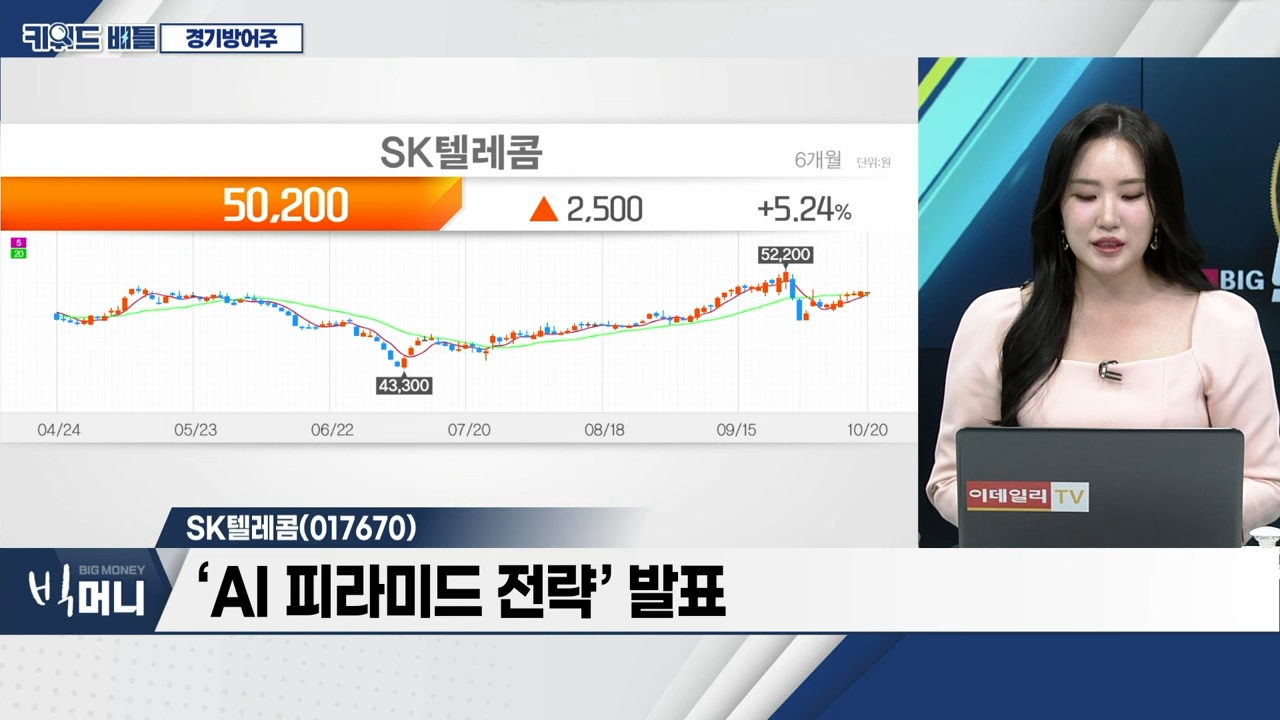 키워드 배틀 경기방어주
SK텔레콤
6개월 단위:원
50,200 ▲ 2,500 +5.24%
5
20
52,200
43,300
04/24 05/23 06/22 07/20 08/18 09/15 10/20
BIG
이데일리 TV
SK텔레콤(017670)
BIG MONEY
빅머니
‘AI 피라미드 전략’ 발표